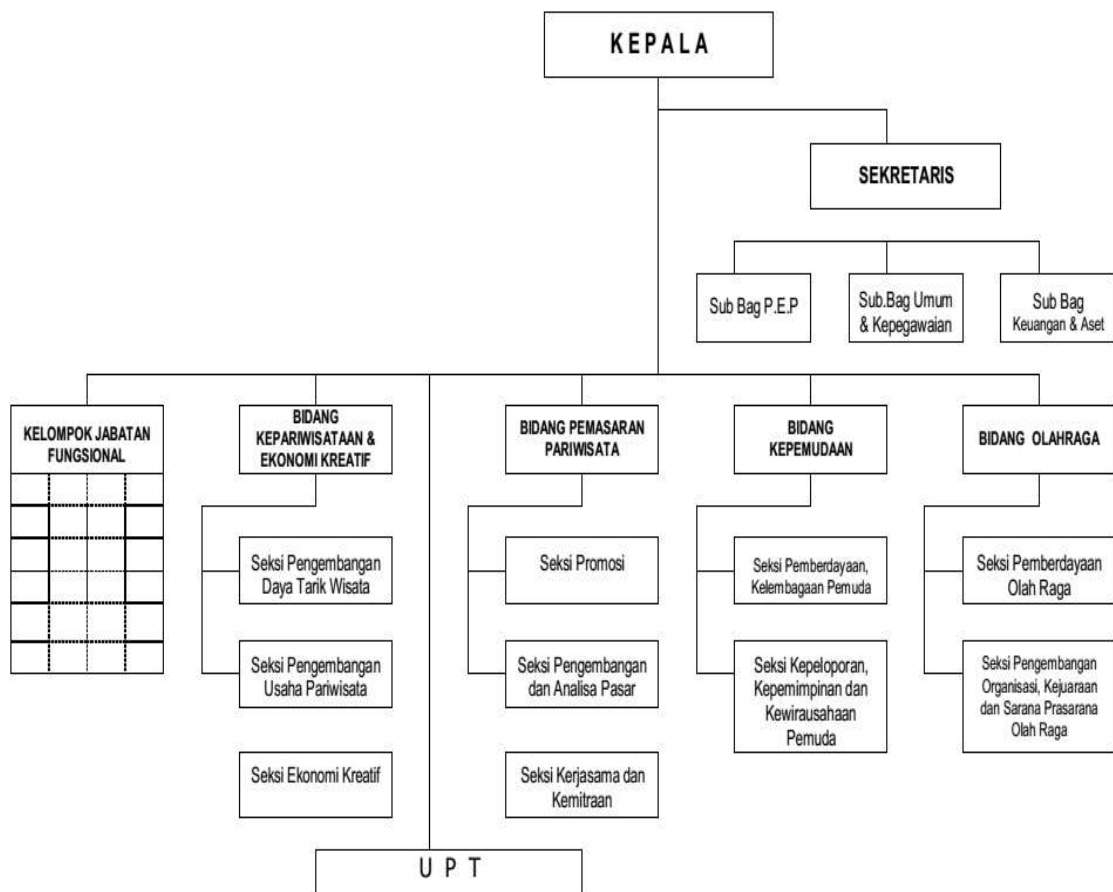 KEPALA
SEKRETARIS
Sub Bag P.E.P
Sub.Bag Umum
& Kepegawaian
Sub Bag
Keuangan & Aset
KELOMPOK JABATAN
FUNGSIONAL
BIDANG
KEPARIWISATAAN &
EKONOMI KREATIF
BIDANG PEMASARAN
PARIWISATA
BIDANG
KEPEMUDAAN
BIDANG OLAHRAGA
Seksi Pengembangan
Daya Tarik Wisata
Seksi Promosi
Seksi Pemberdayaan,
Kelembagaan Pemuda
Seksi Pemberdayaan
Olah Raga
Seksi Pengembangan
Usaha Pariwisata
Seksi Pengembangan
dan Analisa Pasar
Seksi Kepeloporan,
Kepemimpinan dan
Kewirausahaan
Pemuda
Seksi Pengembangan
Organisasi, Kejuaraan
dan Sarana Prasarana
Olah Raga
Seksi Ekonomi Kreatif
Seksi Kerjasama dan
Kemitraan
UPT